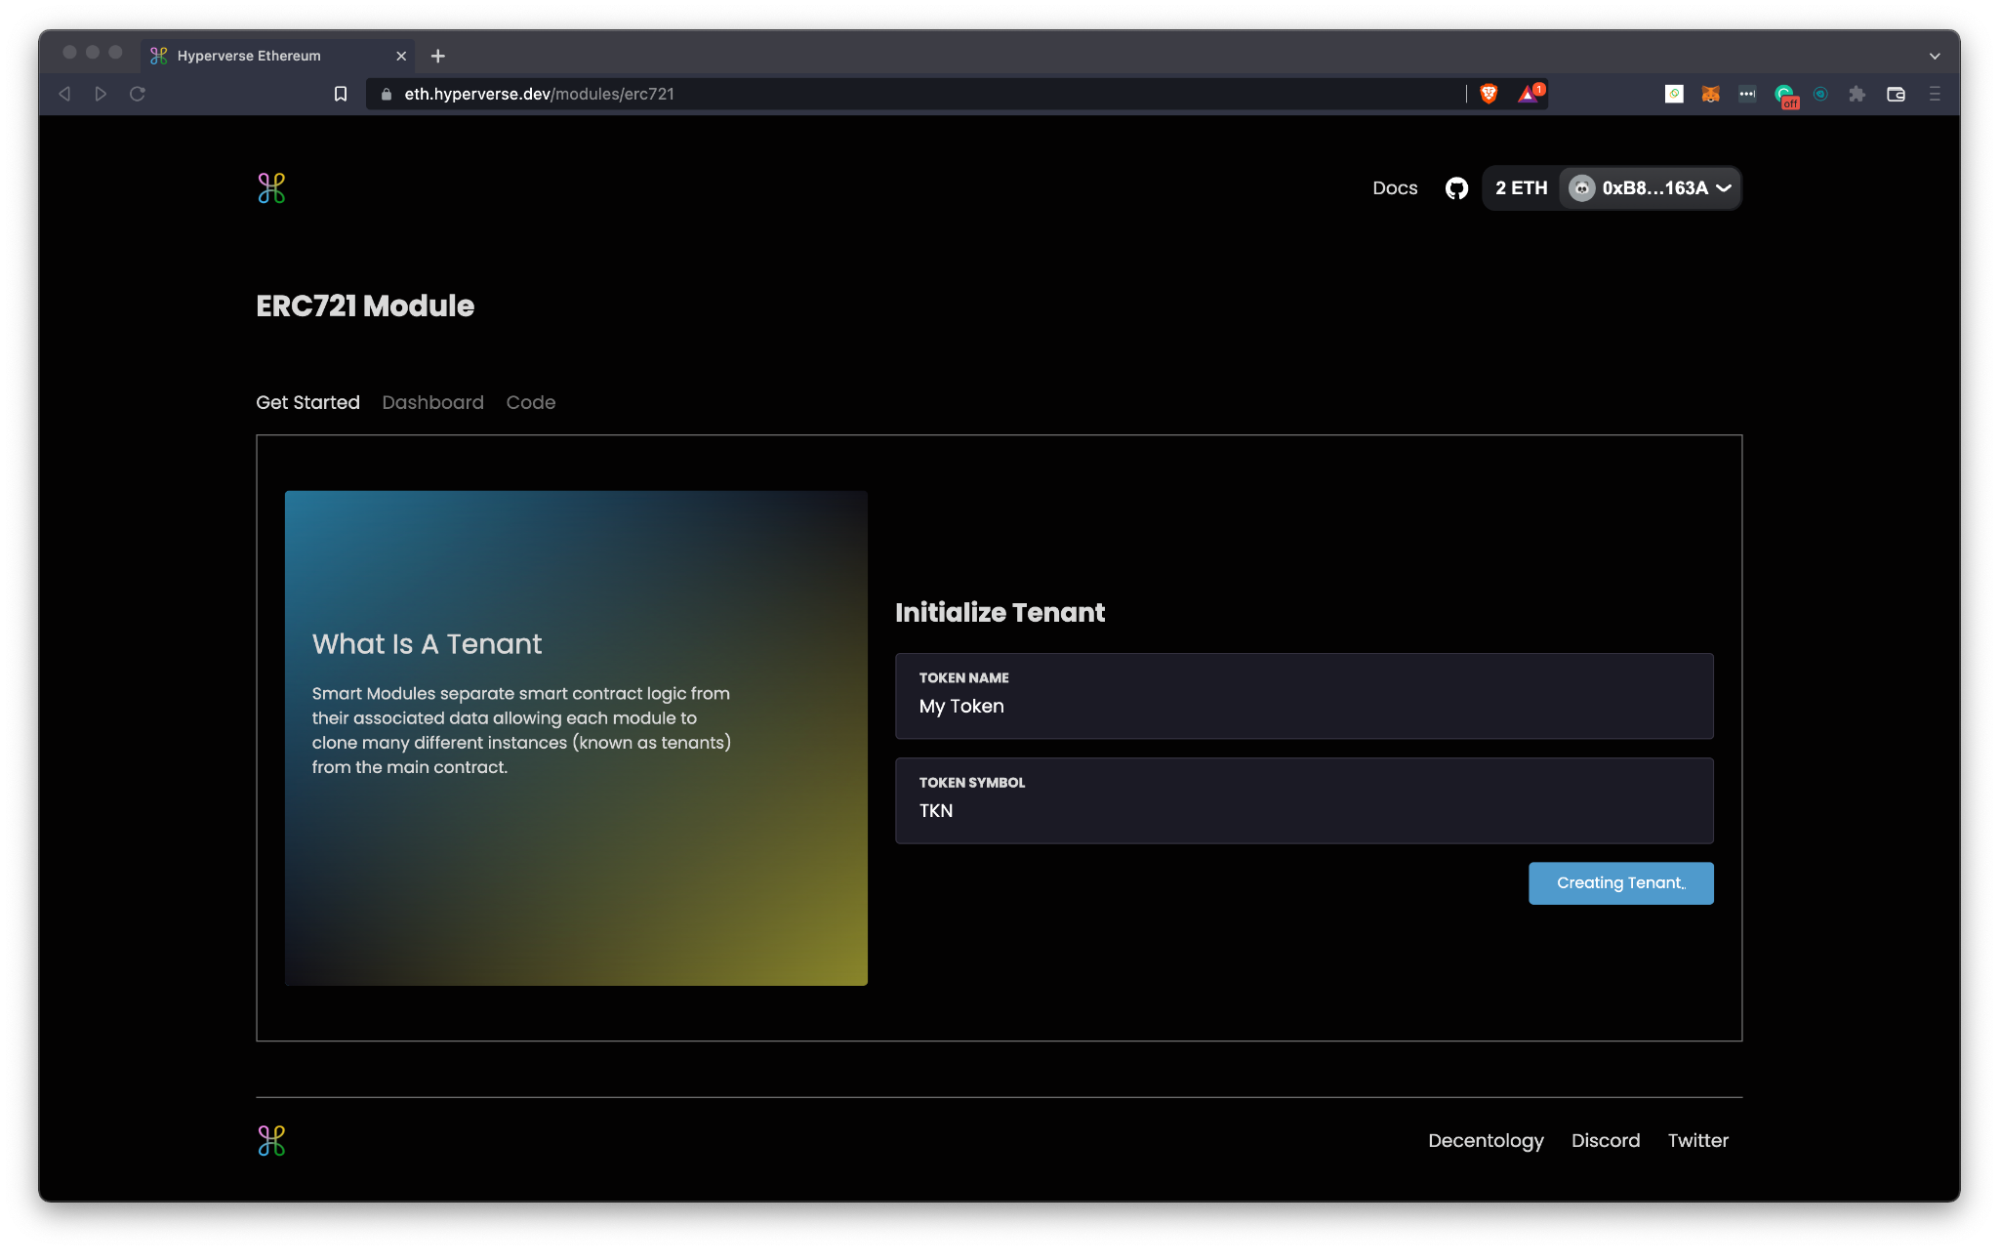 Hyperverse Ethereum
eth.hyperverse.dev/modules/erc721
1
off
Docs
2 ETH
0xB8...163A
ERC721 Module
Get Started
Dashboard
Code
What Is A Tenant
Smart Modules separate smart contract logic from
their associated data allowing each module to
clone many different instances (known as tenants)
from the main contract.
Initialize Tenant
TOKEN NAME
My Token
TOKEN SYMBOL
TKN
Creating Tenant..
Decentology
Discord
Twitter